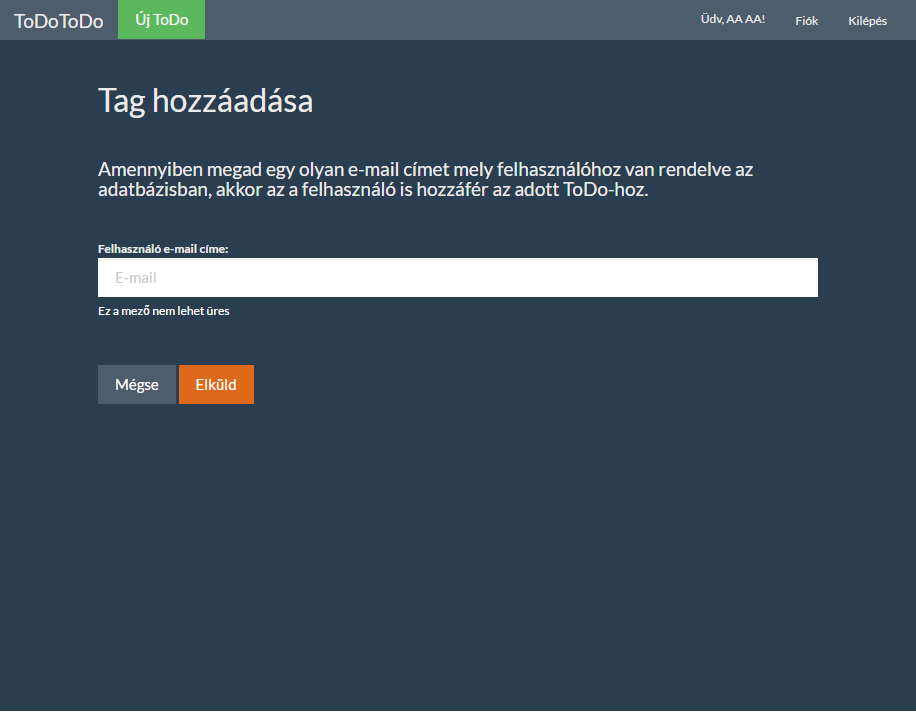 ToDoToDo Új ToDo Üdv, AA AA! Fiók Kilépés
Tag hozzáadása
Amennyiben megad egy olyan e-mail címet mely felhasználóhoz van rendelve az
adatbázisban, akkor az a felhasználó is hozzáfér az adott ToDo-hoz.
Felhasználó e-mail címe:
E-mail
Ez a mező nem lehet üres
Mégse Elküld